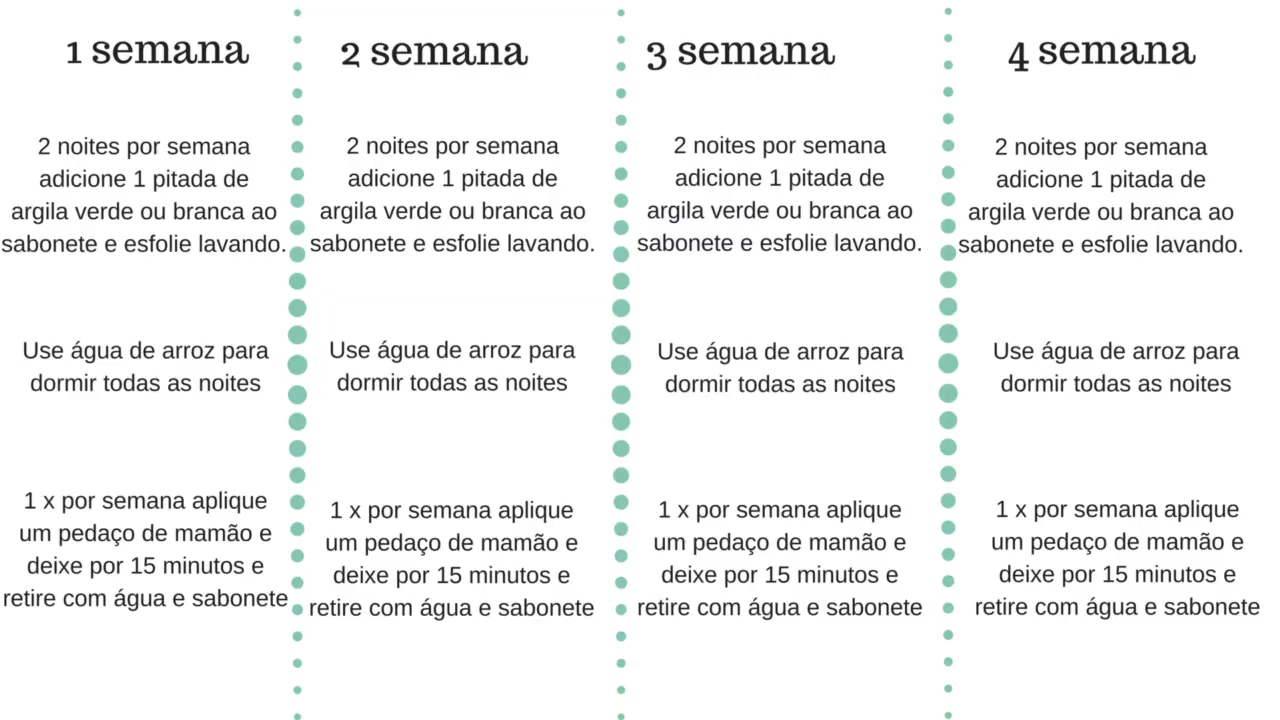 1 semana
2 noites por semana
adicione 1 pitada de
argila verde ou branca ao
sabonete e esfolie lavando.
Use água de arroz para
dormir todas as noites
1 x por semana aplique
um pedaço de mamão e
deixe por 15 minutos e
retire com água e sabonete
2 semana
2 noites por semana
adicione 1 pitada de
argila verde ou branca ao
sabonete e esfolie lavando.
Use água de arroz para
dormir todas as noites
1 x por semana aplique
um pedaço de mamão e
deixe por 15 minutos e
retire com água e sabonete
3 semana
2 noites por semana
adicione 1 pitada de
argila verde ou branca ao
sabonete e esfolie lavando.
Use água de arroz para
dormir todas as noites
1 x por semana aplique
um pedaço de mamão e
deixe por 15 minutos e
retire com água e sabonete
4 semana
2 noites por semana
adicione 1 pitada de
argila verde ou branca ao
sabonete e esfolie lavando.
Use água de arroz para
dormir todas as noites
1 x por semana aplique
um pedaço de mamão e
deixe por 15 minutos e
retire com água e sabonete